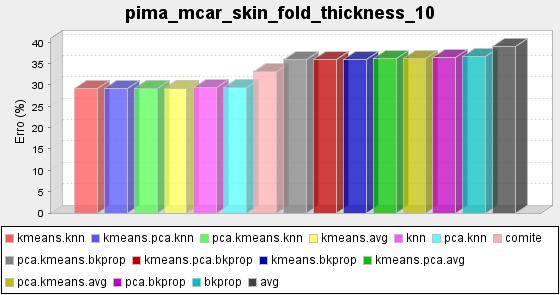 pima_mcar_skin_fold_thickness_10
40
35
30
25
20
15
10
5
0
Erro (%)
kmeans.knn kmeans.pca.knn pca.kmeans.knn kmeans.avg knn pca.knn comite
pca.kmeans.bkprop kmeans.pca.bkprop kmeans.bkprop kmeans.pca.avg
pca.kmeans.avg pca.bkprop bkprop avg